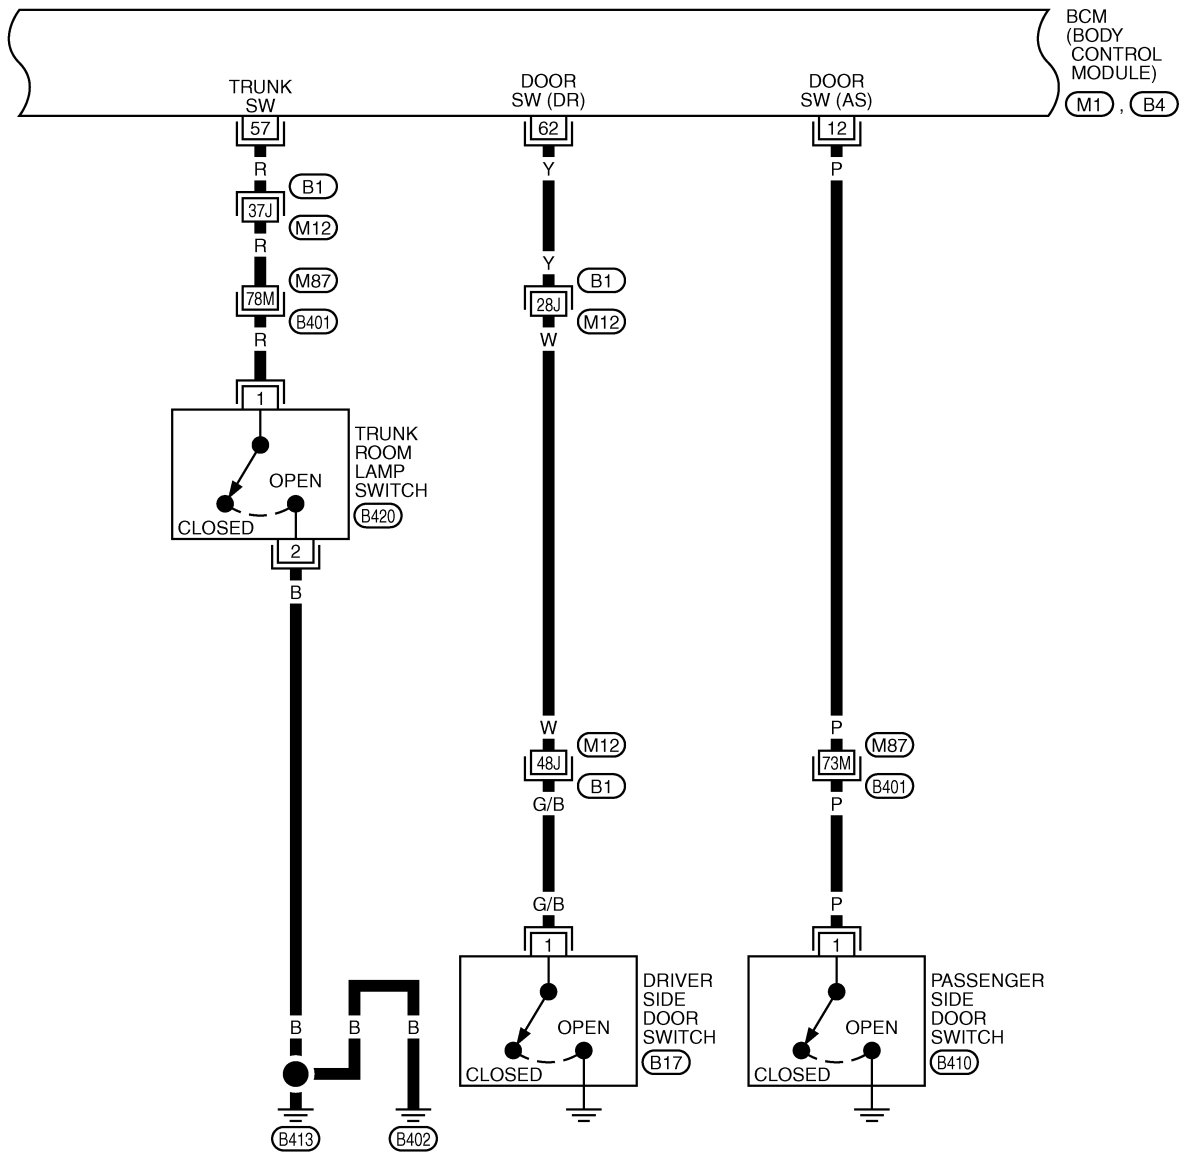 BCM
(BODY
CONTROL
MODULE)
M1 , B4
TRUNK
SW
DOOR
SW (DR)
DOOR
SW (AS)
57
62
12
R
Y
P
B1
37J
M12
R
Y
M87
B1
78M
28J
B401
M12
R
W
1
TRUNK
ROOM
LAMP
SWITCH
B420
OPEN
CLOSED
2
B
W
P
M12
M87
48J
73M
B1
B401
G/B
P
G/B
P
1
1
DRIVER
SIDE
DOOR
SWITCH
B17
OPEN
CLOSED
PASSENGER
SIDE
DOOR
SWITCH
B410
OPEN
CLOSED
B
B
B
B413
B402